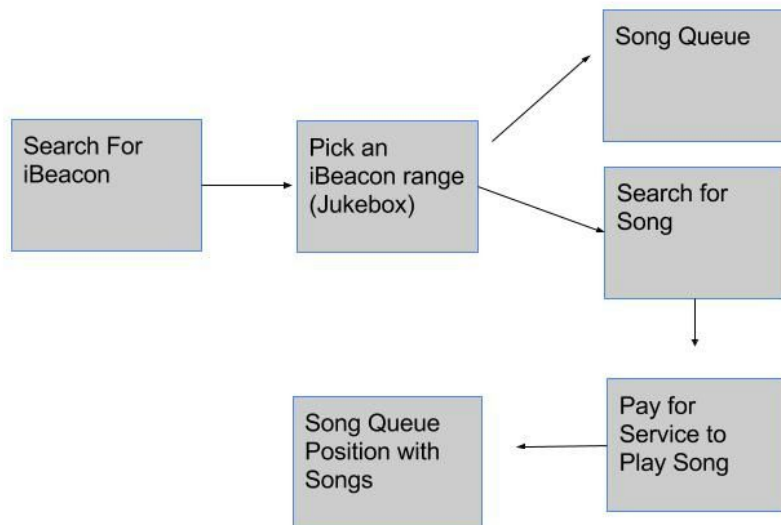 Search For
iBeacon
Pick an
iBeacon range
(Jukebox)
Song Queue
Search for
Song
Pay for
Service to
Play Song
Song Queue
Position with
Songs